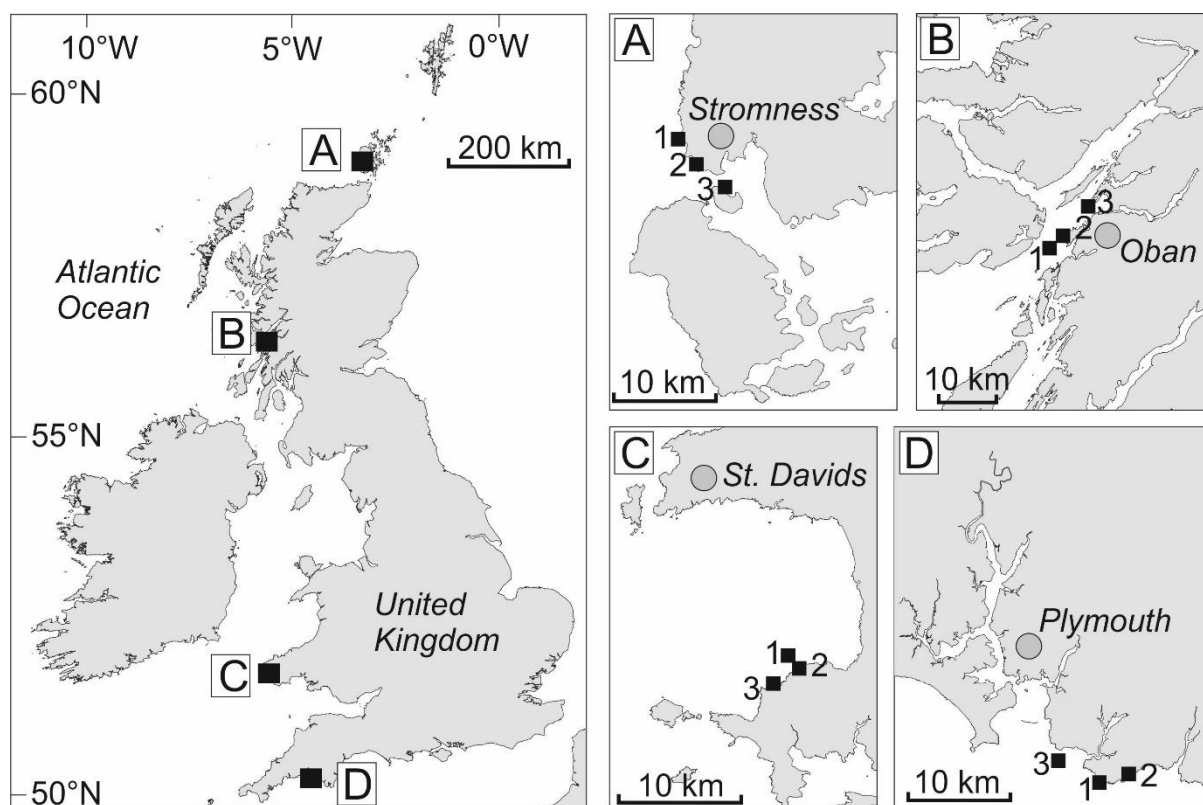 10°W 5°W 0°W
60°N
A
200 km
Atlantic
Ocean
B
55°N
United
Kingdom
C
50°N
D
A
Stromness
1
2
3
10 km
B
3
2
1
Oban
10 km
C
St. Davids
1
2
3
10 km
D
Plymouth
3
2
1
10 km